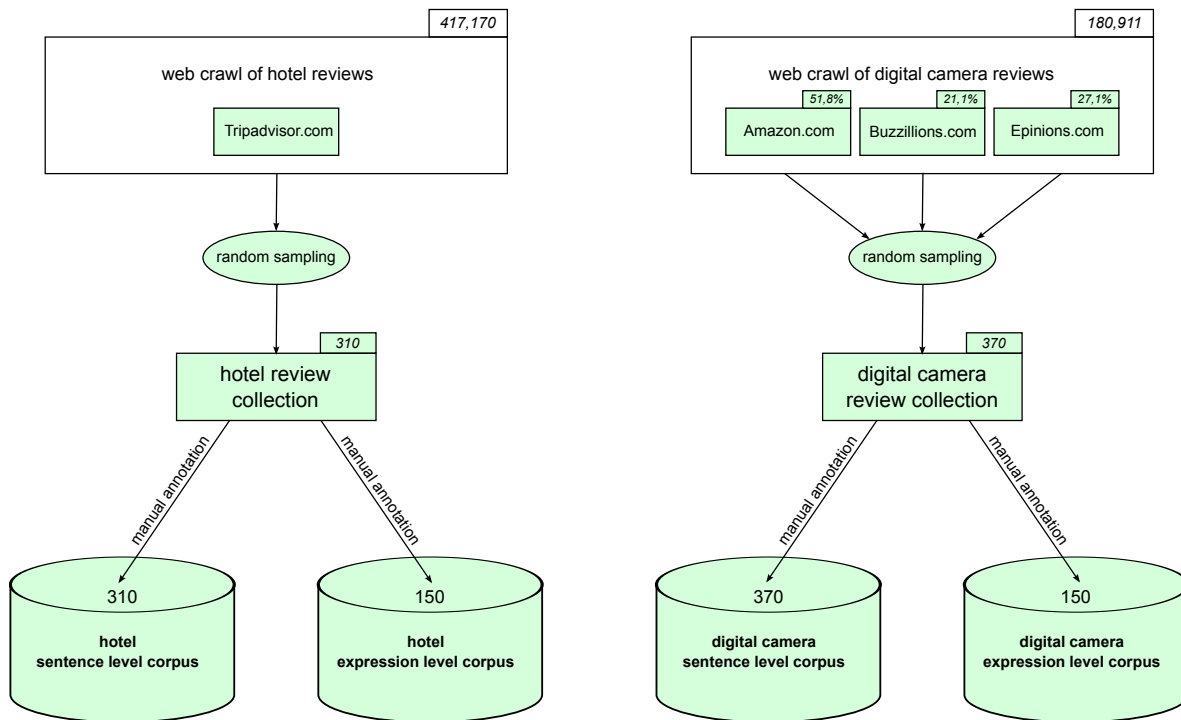 417,170
web crawl of hotel reviews
Tripadvisor.com
random sampling
310
hotel review
collection
manual annotation
manual annotation
310
hotel
sentence level corpus
150
hotel
expression level corpus
180,911
web crawl of digital camera reviews
51,8%
Amazon.com
21,1%
Buzzillions.com
27,1%
Epinions.com
random sampling
370
digital camera
review collection
manual annotation
manual annotation
370
digital camera
sentence level corpus
150
digital camera
expression level corpus